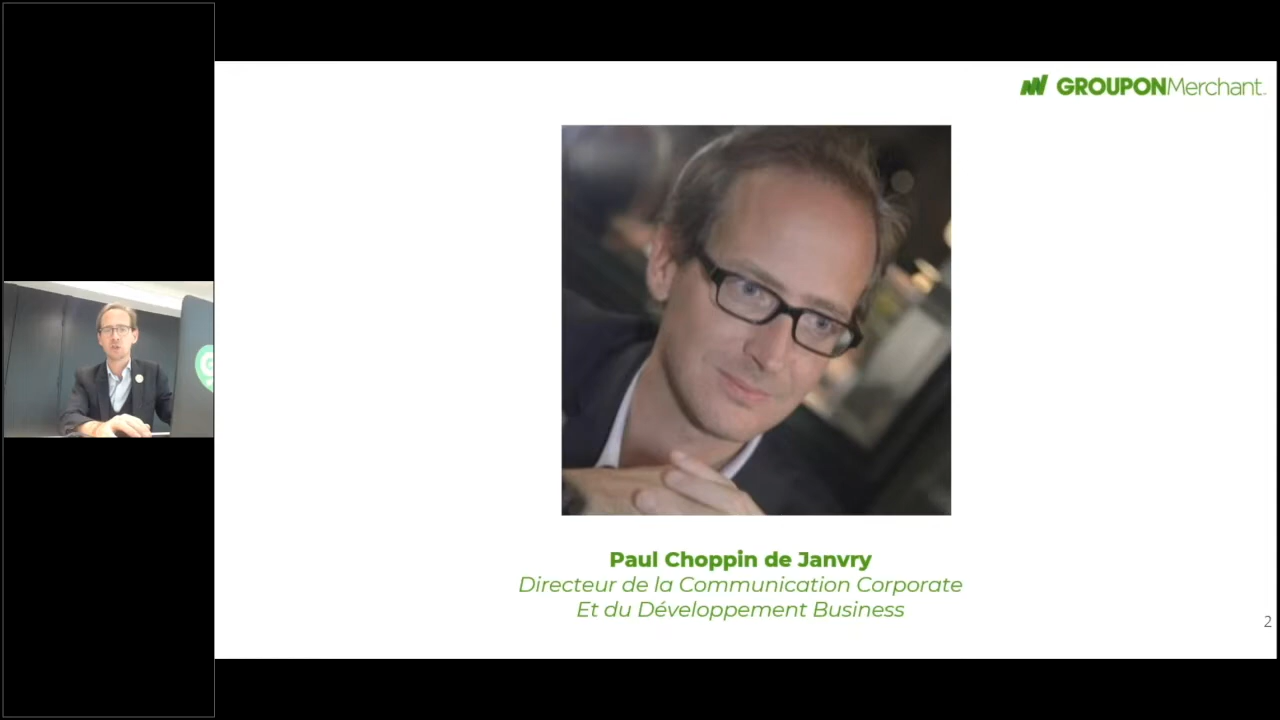 GROUPONMerchant
Paul Choppin de Janvry
Directeur de la Communication Corporate
Et du Développement Business
2